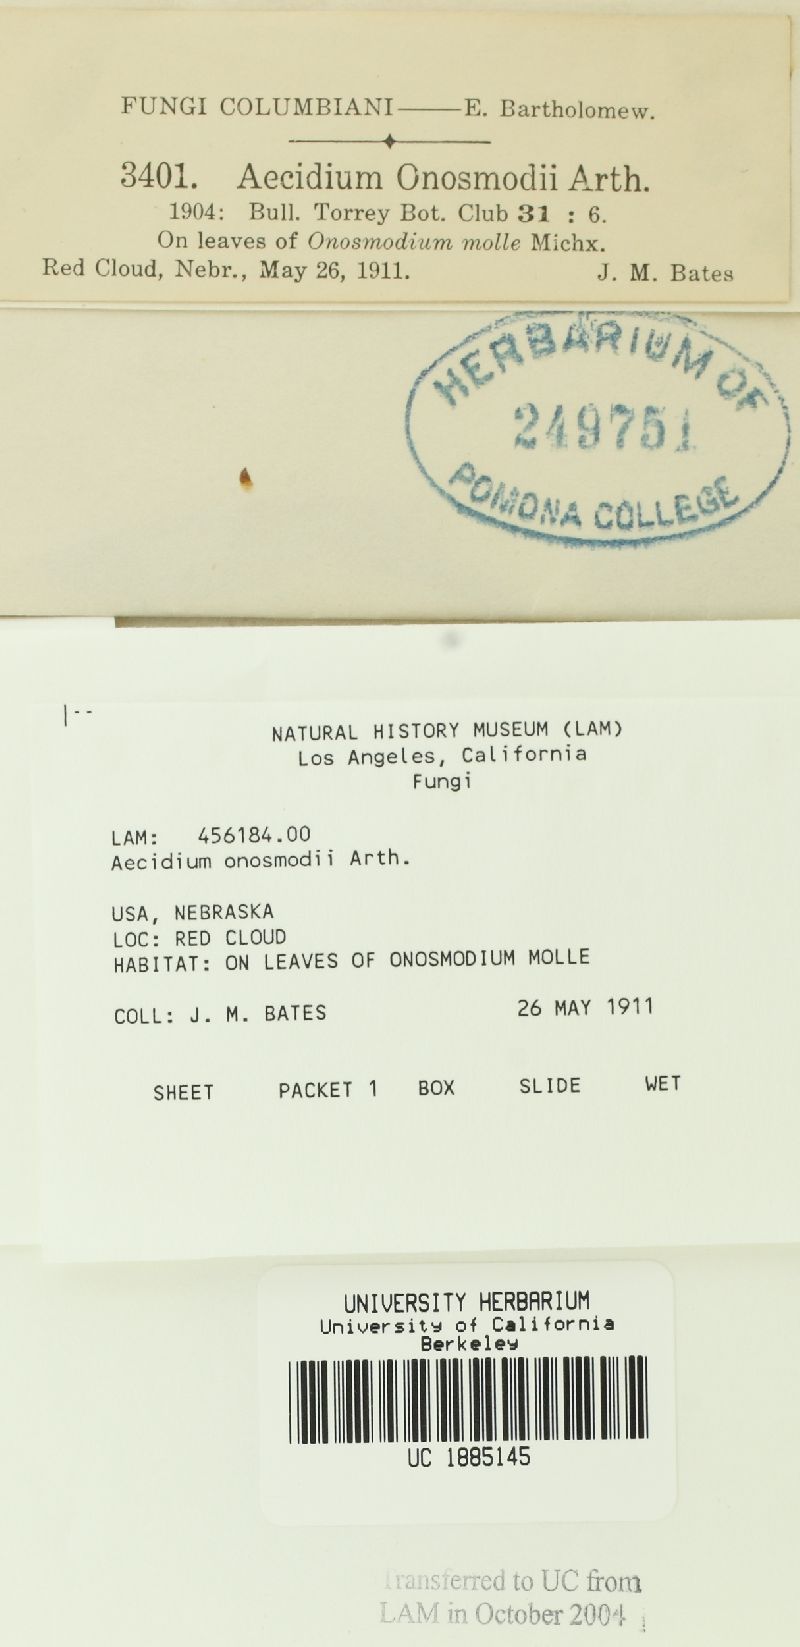 FUNGI COLUMBIANI——E. Bartholomew.
3401. Aecidium Onosmodii Arth.
1904: Bull. Torrey Bot. Club 31 : 6.
On leaves of Onosmodium molle Michx.
Red Cloud, Nebr., May 26, 1911. J. M. Bates
HERBARIUM OF
249751
POMONA COLLEGE
|--
NATURAL HISTORY MUSEUM (LAM)
Los Angeles, California
Fungi
LAM: 456184.00
Aecidium onosmodii Arth.
USA, NEBRASKA
LOC: RED CLOUD
HABITAT: ON LEAVES OF ONOSMODIUM MOLLE
COLL: J. M. BATES 26 MAY 1911
SHEET PACKET 1 BOX SLIDE WET
UNIVERSITY HERBARIUM
University of California
Berkeley
UC 1885145
Transferred to UC from
LAM in October 2004